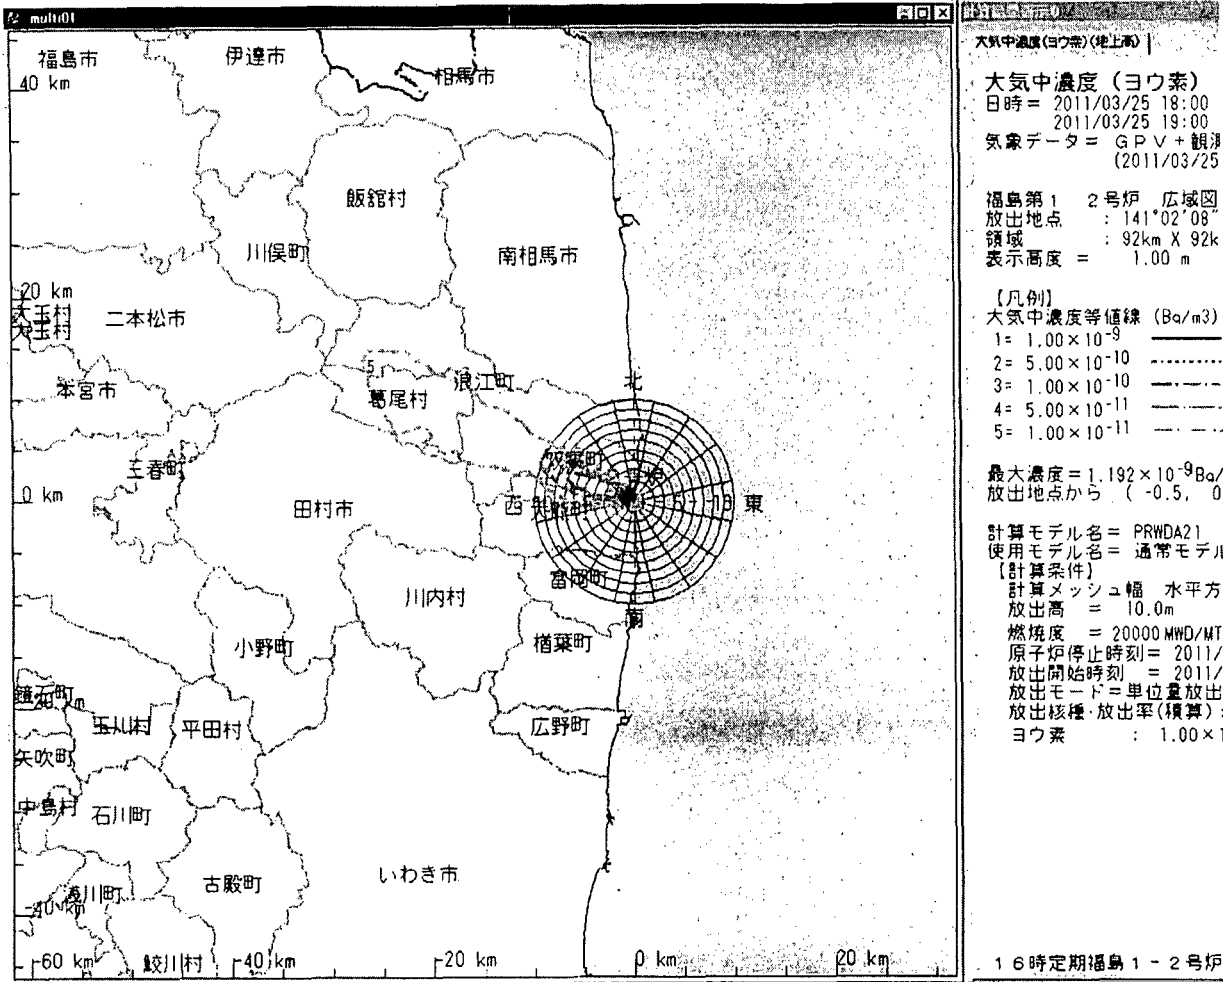 multi01
福島市
伊達市
相馬市
40 km
飯舘村
川俣町
南相馬市
20 km
大玉村
二本松市
本宮市
浪江町
葛尾村
5
北
三春町
双葉町
0 km
田村市
西
大熊町
東
富岡町
川内村
南
小野町
楢葉町
鏡石町
玉川村
平田村
広野町
矢吹町
中島村
石川町
いわき市
古殿町
浅川町
-40 km
-60 km
鮫川村
-40 km
-20 km
0 km
20 km
大気中濃度(ヨウ素)(地上高)
大気中濃度 (ヨウ素)
日時 = 2011/03/25 18:00
2011/03/25 19:00
気象データ = GPV+観測
(2011/03/25
福島第1 2号炉 広域図
放出地点 : 141°02'08"
領域 : 92km X 92k
表示高度 = 1.00 m
【凡例】
大気中濃度等値線 (Bq/m3)
1= 1.00×10-9
2= 5.00×10-10
3= 1.00×10-10
4= 5.00×10-11
5= 1.00×10-11
最大濃度=1.192×10-9Bq/
放出地点から ( -0.5, 0
計算モデル名= PRWDA21
使用モデル名= 通常モデル
【計算条件】
計算メッシュ幅 水平方
放出高 = 10.0m
燃焼度 = 20000MWD/MT
原子炉停止時刻= 2011/
放出開始時刻 = 2011/
放出モード=単位量放出
放出核種・放出率(積算):
ヨウ素 : 1.00×1
16時定期福島1-2号炉